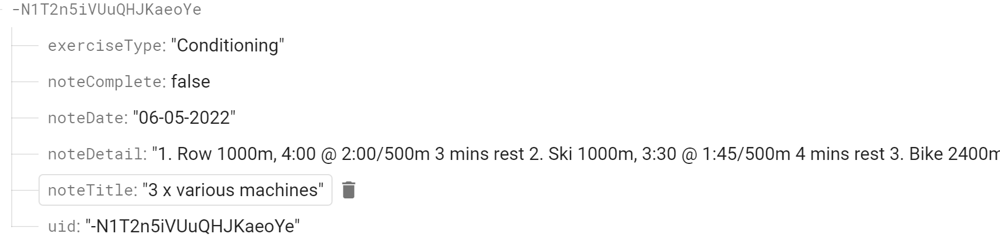 -N1T2n5iVUuQHJKaeoYe
exerciseType: "Conditioning"
noteComplete: false
noteDate: "06-05-2022"
noteDetail: "1. Row 1000m, 4:00 @ 2:00/500m 3 mins rest 2. Ski 1000m, 3:30 @ 1:45/500m 4 mins rest 3. Bike 2400m
noteTitle: "3 x various machines"
uid: "-N1T2n5iVUuQHJKaeoYe"